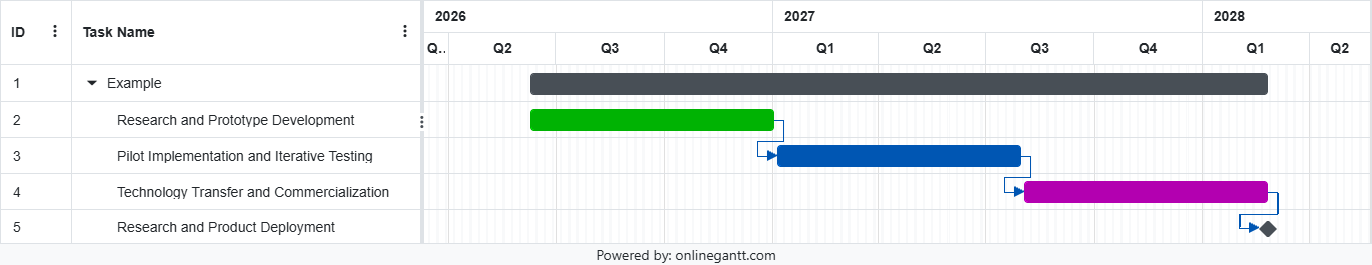 ID
Task Name
2026
2027
2028
Q..
Q2
Q3
Q4
Q1
Q2
Q3
Q4
Q1
Q2
1
Example
2
Research and Prototype Development
3
Pilot Implementation and Iterative Testing
4
Technology Transfer and Commercialization
5
Research and Product Deployment
Powered by: onlinegantt.com